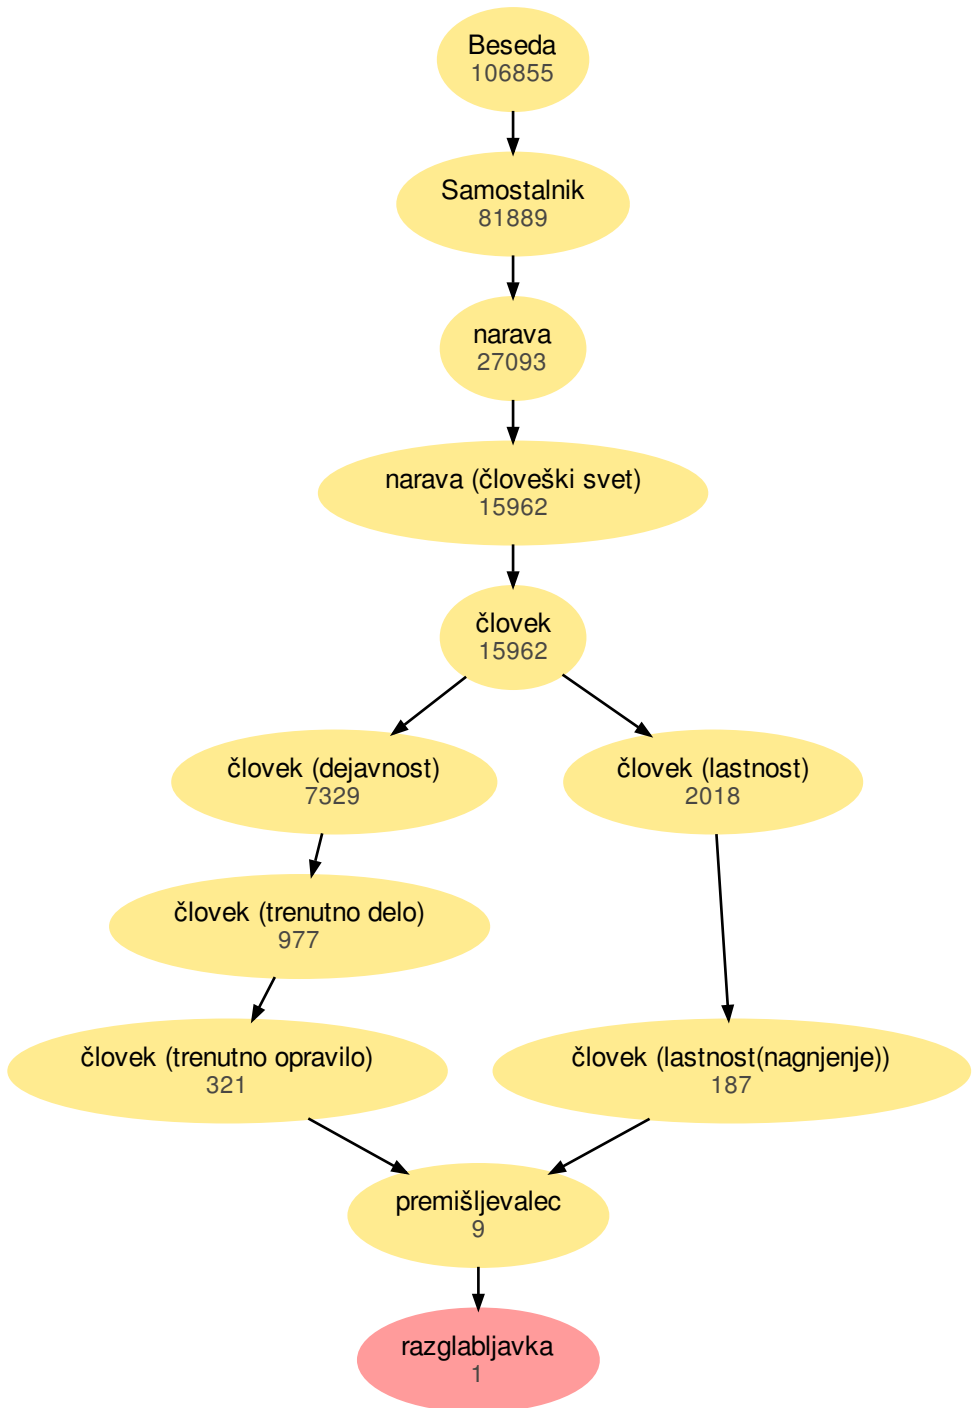 Beseda
106855
Samostalnik
81889
narava
27093
narava (človeški svet)
15962
človek
15962
človek (dejavnost)
7329
človek (lastnost)
2018
človek (trenutno delo)
977
človek (trenutno opravilo)
321
človek (lastnost(nagnjenje))
187
premišljevalec
9
razglabljavka
1